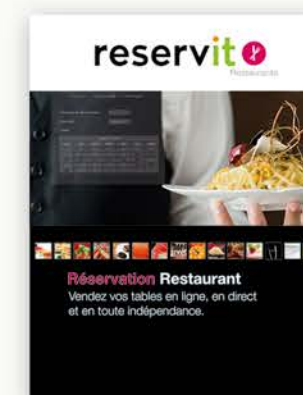 reservit
Restaurants
Réservation Restaurant
Vendez vos tables en ligne, en direct
et en toute indépendance.